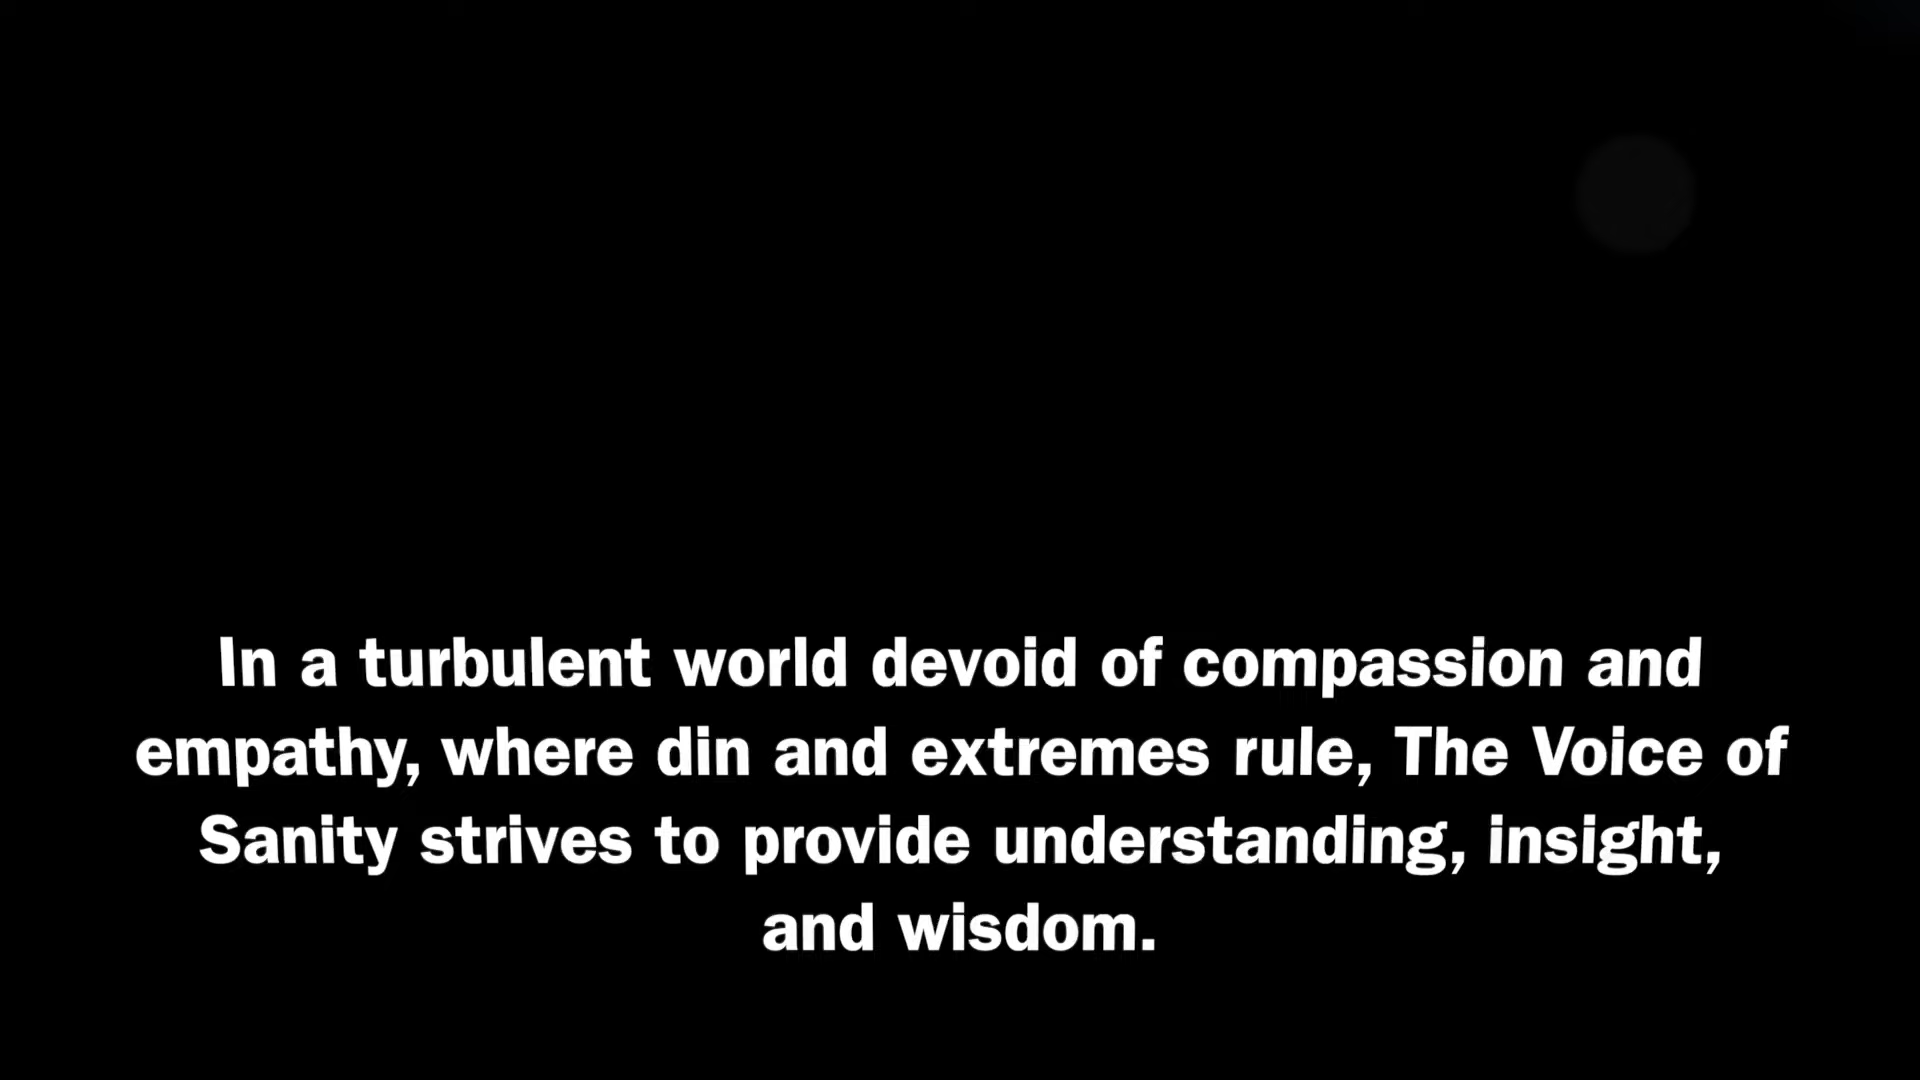 In a turbulent world devoid of compassion and
empathy, where din and extremes rule, The Voice of
Sanity strives to provide understanding, insight,
and wisdom.